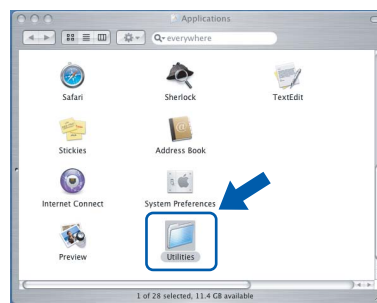 Applications
everywhere
Safari
Sherlock
TextEdit
Stickies
Address Book
Internet Connect
System Preferences
Preview
Utilities
1 of 28 selected, 11.4 GB available